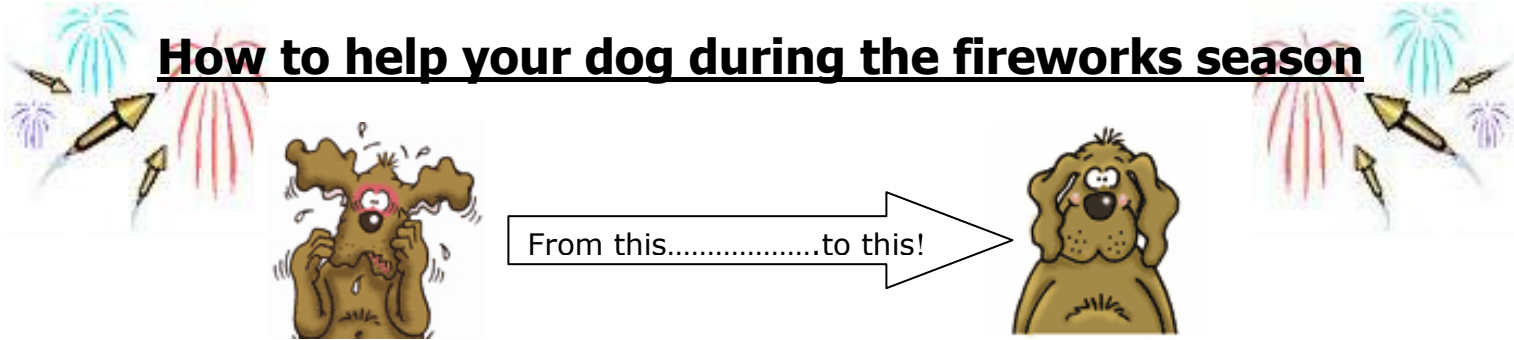 How to help your dog during the fireworks season
From this...................to this!